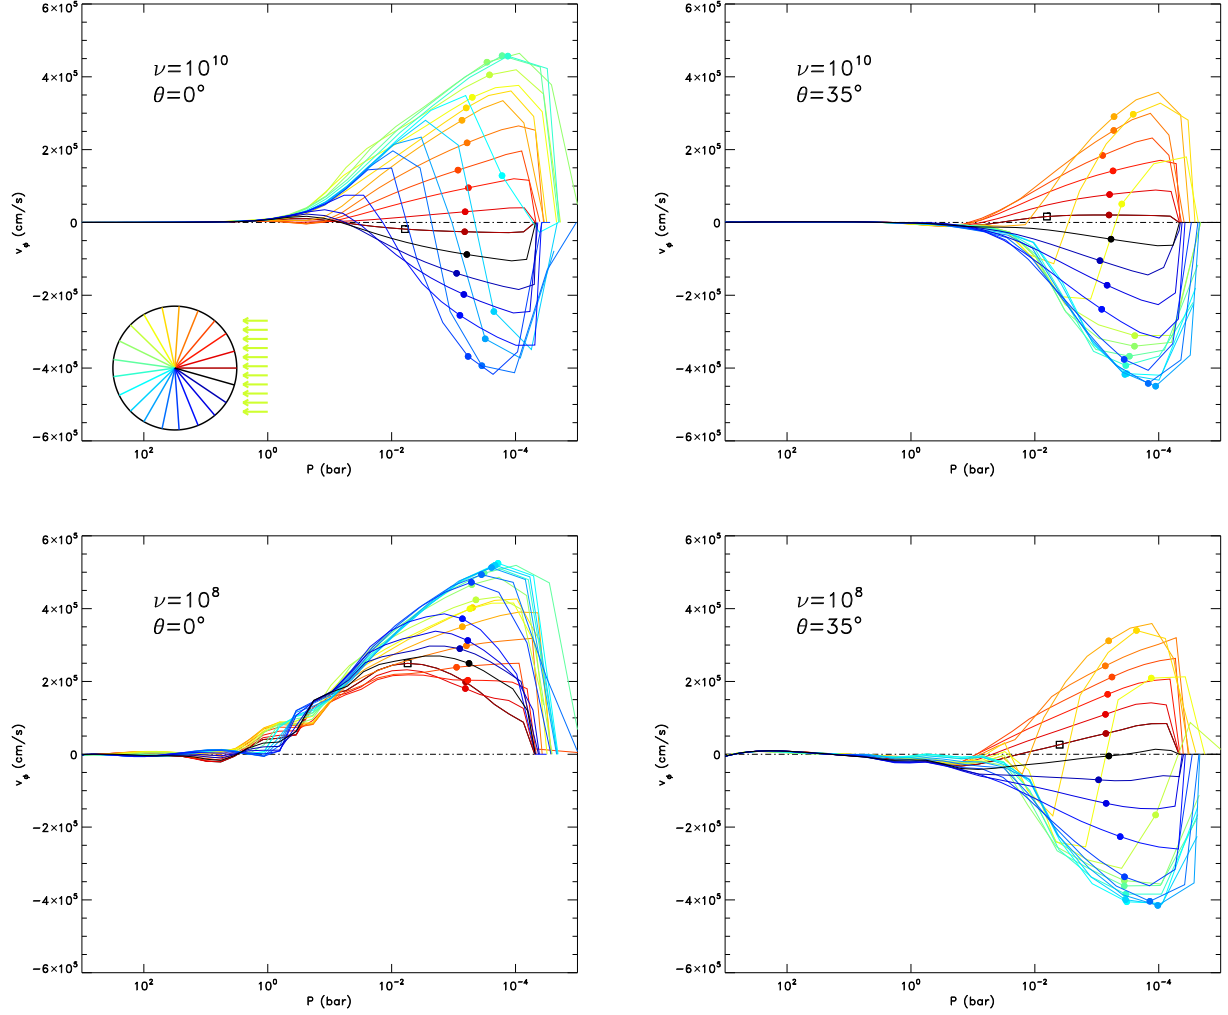 6×10⁵
4×10⁵
2×10⁵
0
−2×10⁵
−4×10⁵
−6×10⁵
v_ϕ (cm/s)
ν=10¹⁰
θ=0°
10² 10⁰ 10⁻² 10⁻⁴
P (bar)
6×10⁵
4×10⁵
2×10⁵
0
−2×10⁵
−4×10⁵
−6×10⁵
v_ϕ (cm/s)
ν=10¹⁰
θ=35°
10² 10⁰ 10⁻² 10⁻⁴
P (bar)
6×10⁵
4×10⁵
2×10⁵
0
−2×10⁵
−4×10⁵
−6×10⁵
v_ϕ (cm/s)
ν=10⁸
θ=0°
10² 10⁰ 10⁻² 10⁻⁴
P (bar)
6×10⁵
4×10⁵
2×10⁵
0
−2×10⁵
−4×10⁵
−6×10⁵
v_ϕ (cm/s)
ν=10⁸
θ=35°
10² 10⁰ 10⁻² 10⁻⁴
P (bar)